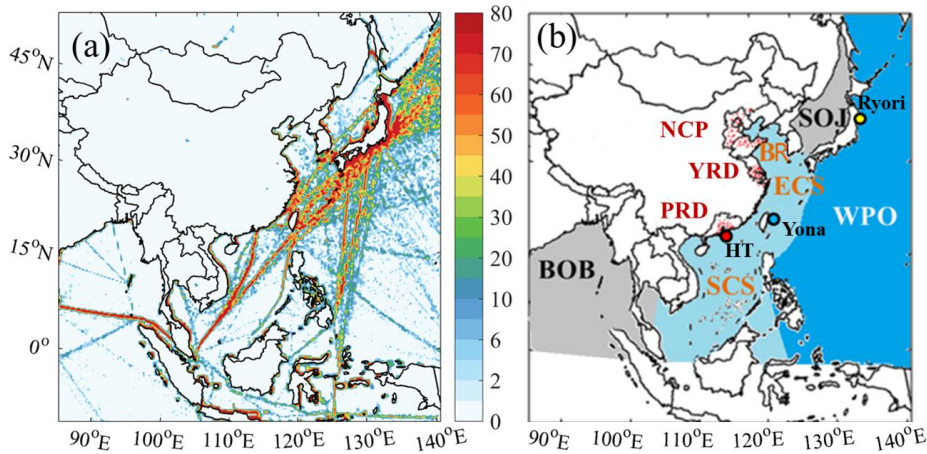 (a)
45°N
30°N
15°N
0°
90°E 100°E 110°E 120°E 130°E 140°E
80
70
60
50
40
30
20
10
6
2
0
(b)
NCP
YRD
PRD
BR
ECS
SCS
SOJ
Ryori
WPO
Yona
HT
BOB
90°E 100°E 110°E 120°E 130°E 140°E